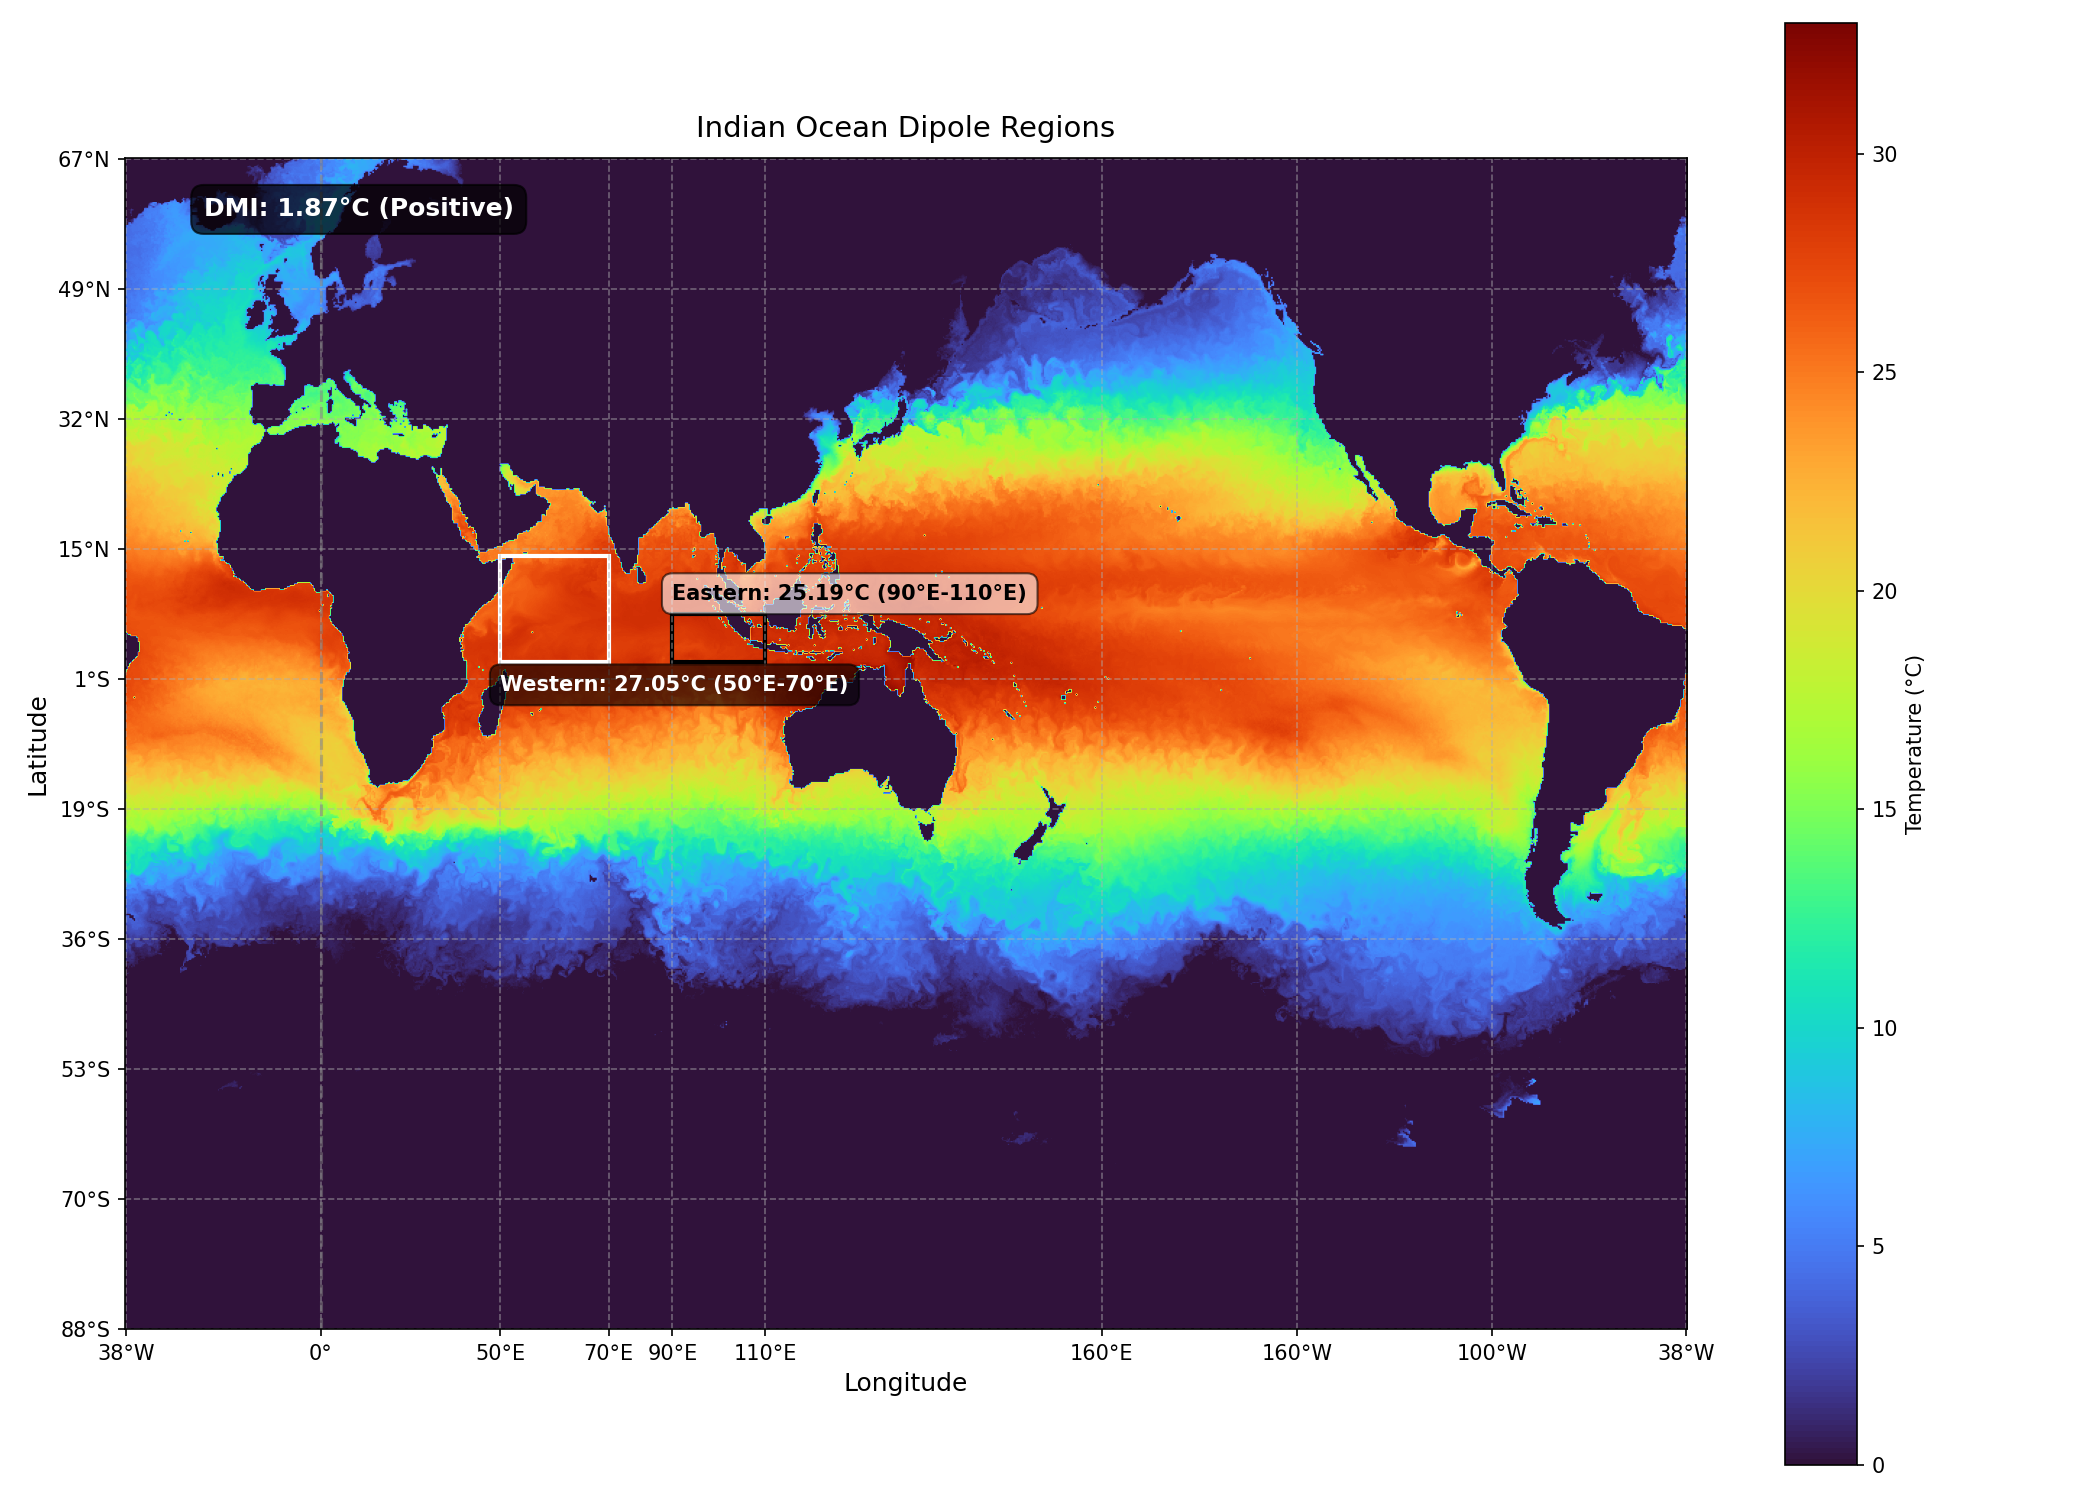 Indian Ocean Dipole Regions
67°N
49°N
32°N
15°N
1°S
19°S
36°S
53°S
70°S
88°S
Latitude
DMI: 1.87°C (Positive)
Eastern: 25.19°C (90°E-110°E)
Western: 27.05°C (50°E-70°E)
38°W 0° 50°E 70°E 90°E 110°E 160°E 160°W 100°W 38°W
Longitude
30
25
20
15
10
5
0
Temperature (°C)